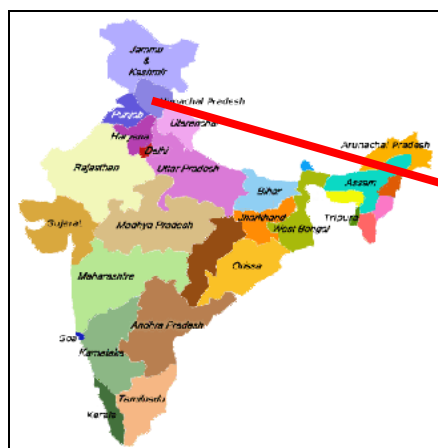 Jammu
&
Kashmir
Himachal Pradesh
Punjab
Uttaranchal
Haryana
Delhi
Arunachal Pradesh
Rajasthan
Uttar Pradesh
Assam
Bihar
Gujarat
Madhya Pradesh
Jharkhand
Tripura
West Bengal
Orissa
Maharashtra
Andhra Pradesh
Goa
Karnataka
Tamilnadu
Kerala